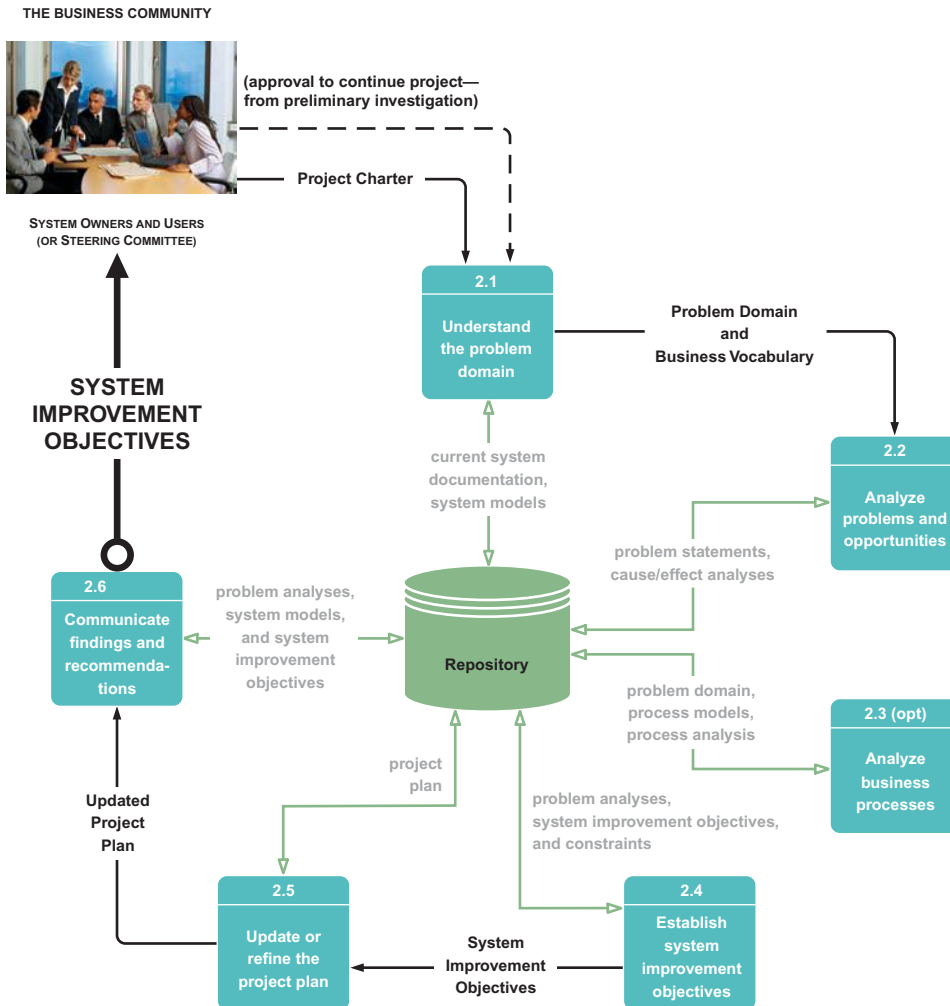 THE BUSINESS COMMUNITY
(approval to continue project—
from preliminary investigation)
Project Charter
SYSTEM OWNERS AND USERS
(OR STEERING COMMITTEE)
2.1
Understand
the problem
domain
Problem Domain
and
Business Vocabulary
SYSTEM
IMPROVEMENT
OBJECTIVES
current system
documentation,
system models
2.2
Analyze
problems and
opportunities
problem statements,
cause/effect analyses
2.6
Communicate
findings and
recommenda-
tions
problem analyses,
system models,
and system
improvement
objectives
Repository
problem domain,
process models,
process analysis
2.3 (opt)
Analyze
business
processes
project
plan
problem analyses,
system improvement objectives,
and constraints
Updated
Project
Plan
2.5
Update or
refine the
project plan
System
Improvement
Objectives
2.4
Establish
system
improvement
objectives